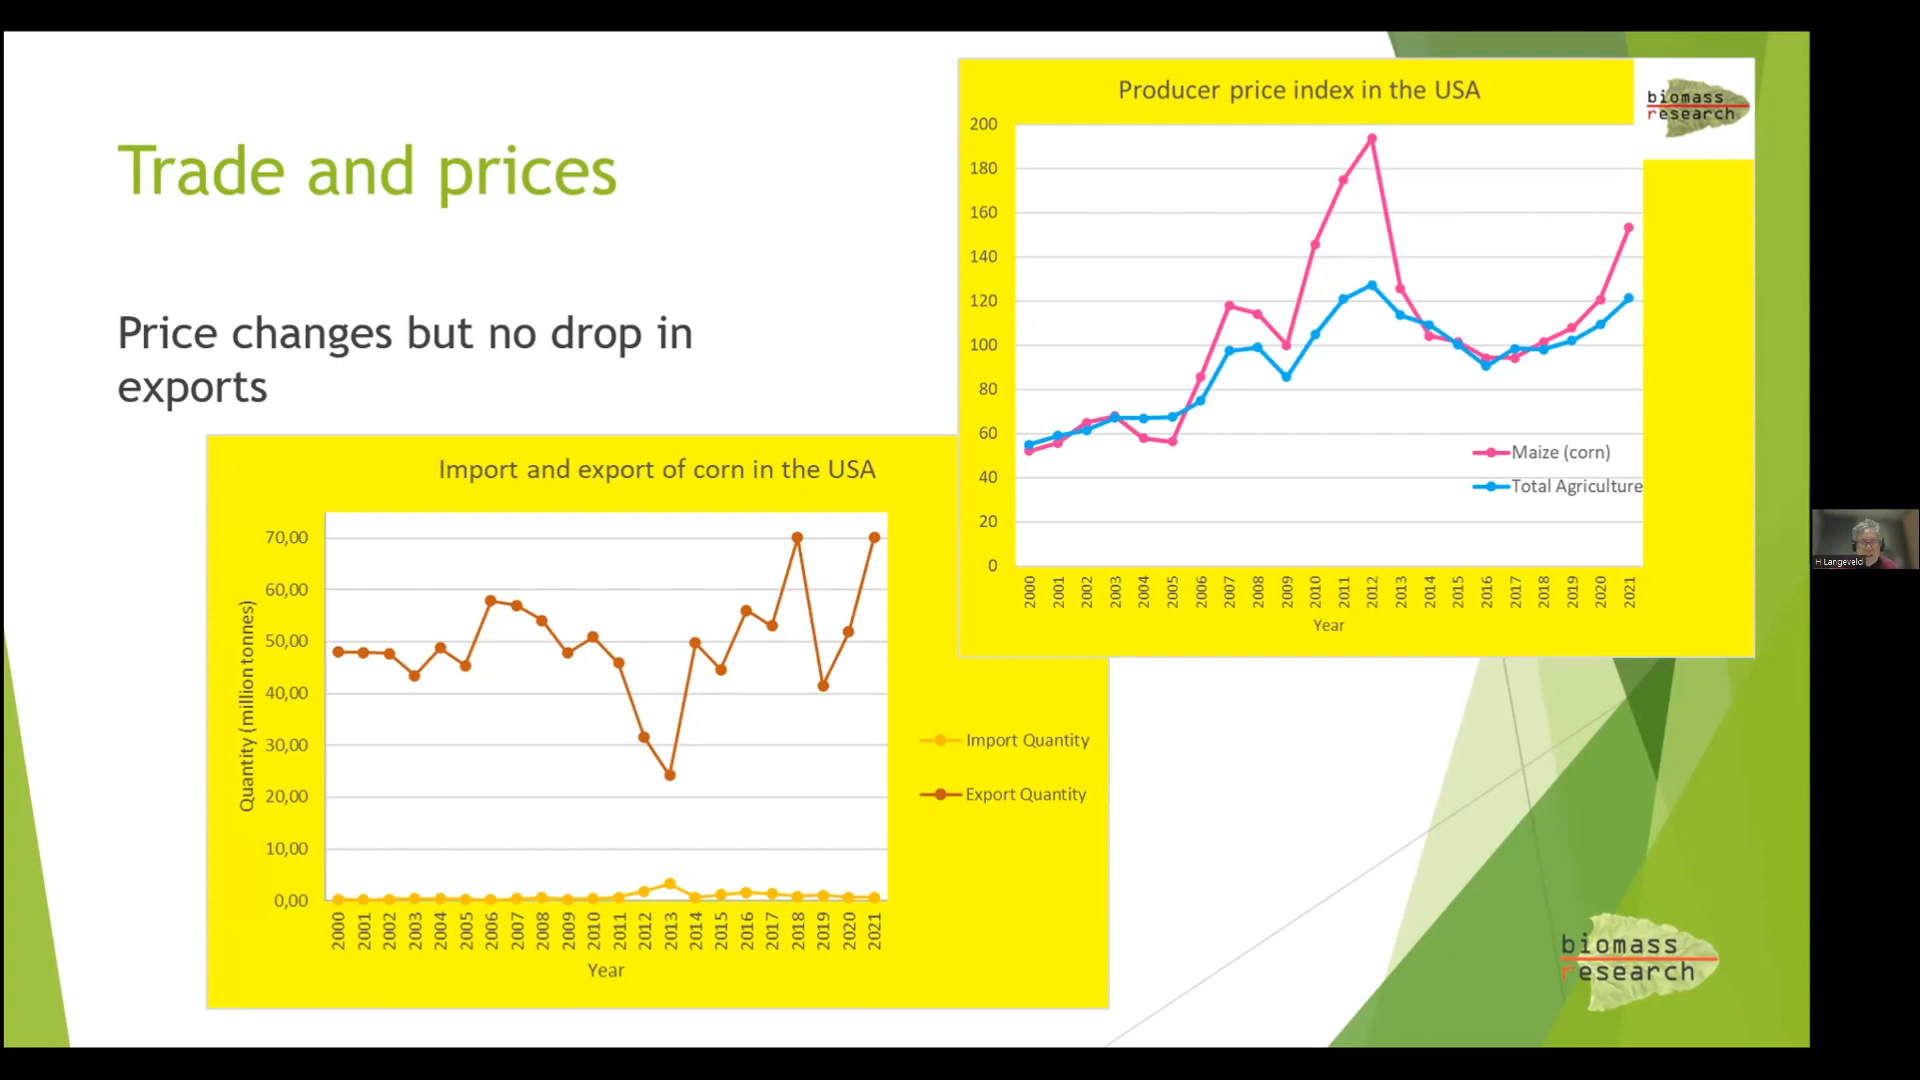 Trade and prices
Price changes but no drop in
exports
Producer price index in the USA
biomass
research
200
180
160
140
120
100
80
60
40
20
0
Maize (corn)
Total Agriculture
2000 2001 2002 2003 2004 2005 2006 2007 2008 2009 2010 2011 2012 2013 2014 2015 2016 2017 2018 2019 2020 2021
Year
Import and export of corn in the USA
Quantity (million tonnes)
70,00
60,00
50,00
40,00
30,00
20,00
10,00
0,00
Import Quantity
Export Quantity
2000 2001 2002 2003 2004 2005 2006 2007 2008 2009 2010 2011 2012 2013 2014 2015 2016 2017 2018 2019 2020 2021
Year
H Langeveld
biomass
research